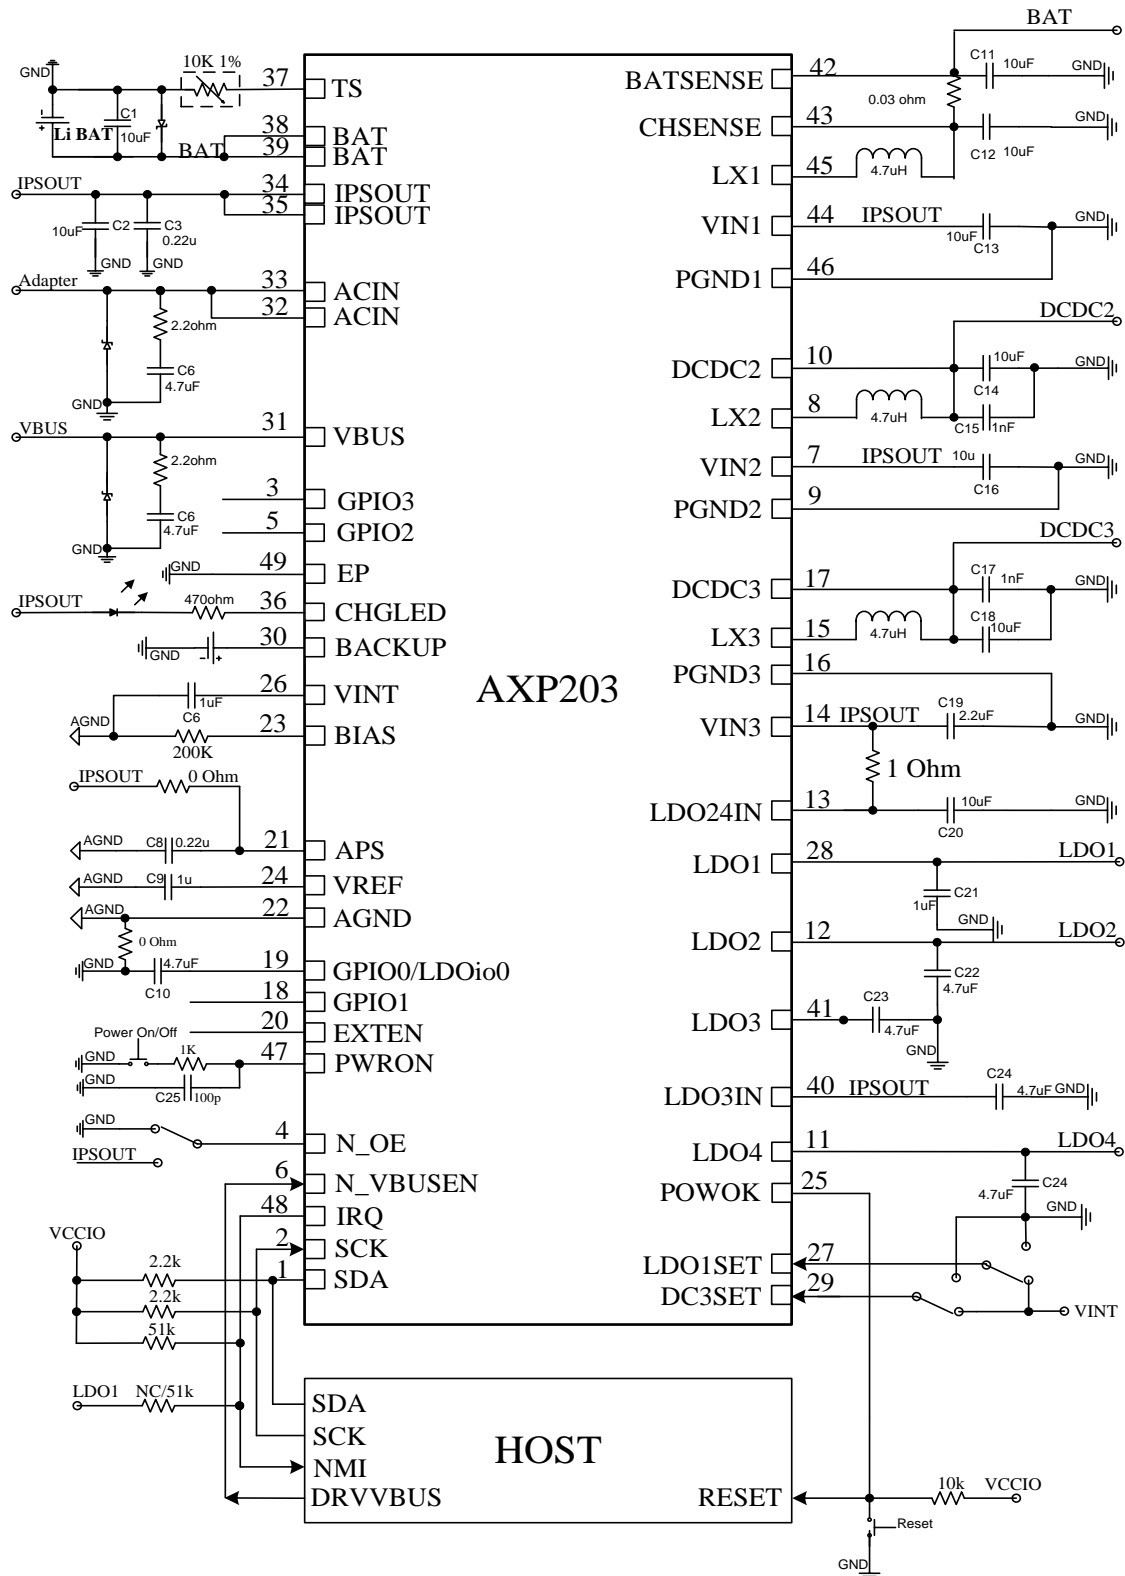 BAT
GND
10K 1%
37
TS
Li BAT
C1
10uF
38
BAT
BAT
39
BAT
IPSOUT
34
IPSOUT
35
IPSOUT
10uF
C2
C3
0.22u
GND
GND
Adapter
33
ACIN
32
ACIN
2.2ohm
C6
4.7uF
GND
VBUS
31
VBUS
2.2ohm
C6
4.7uF
GND
3
GPIO3
5
GPIO2
GND
49
EP
IPSOUT
470ohm
36
CHGLED
GND
30
BACKUP
26
VINT
1uF
C6
AGND
23
BIAS
200K
IPSOUT
0 Ohm
AGND
C8
0.22u
21
APS
AGND
C9
1u
24
VREF
AGND
22
AGND
0 Ohm
GND
4.7uF
C10
19
GPIO0/LDOio0
18
GPIO1
20
EXTEN
Power On/Off
GND
1K
47
PWRON
GND
C25
100p
GND
4
N_OE
IPSOUT
6
N_VBUSEN
48
IRQ
VCCIO
2
SCK
2.2k
1
SDA
2.2k
51k
LDO1
NC/51k
AXP203
BATSENSE
42
C11
10uF
GND
0.03 ohm
CHSENSE
43
C12
10uF
GND
LX1
45
4.7uH
VIN1
44
IPSOUT
10uF
C13
GND
PGND1
46
DCDC2
DCDC2
10
10uF
C14
GND
LX2
8
4.7uH
C15
1nF
VIN2
7
IPSOUT
10u
C16
GND
PGND2
9
DCDC3
DCDC3
17
C17
1nF
GND
LX3
15
4.7uH
C18
10uF
PGND3
16
VIN3
14
IPSOUT
C19
2.2uF
GND
1 Ohm
LDO24IN
13
10uF
C20
GND
LDO1
28
LDO1
C21
1uF
GND
LDO2
12
LDO2
C22
4.7uF
LDO3
41
C23
4.7uF
GND
LDO3IN
40
IPSOUT
C24
4.7uF
GND
LDO4
11
LDO4
C24
4.7uF
GND
POWOK
25
LDO1SET
27
DC3SET
29
VINT
HOST
SDA
SCK
NMI
DRVVBUS
RESET
10k
VCCIO
Reset
GND